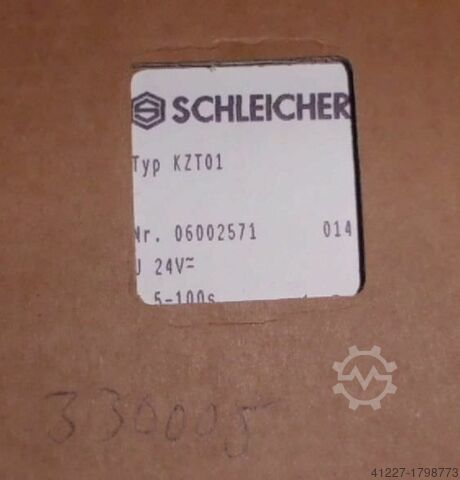 SCHLEICHER
Typ KZT01
Nr. 06002571 014
U 24V≂
5-100s
330005
41227-1798773